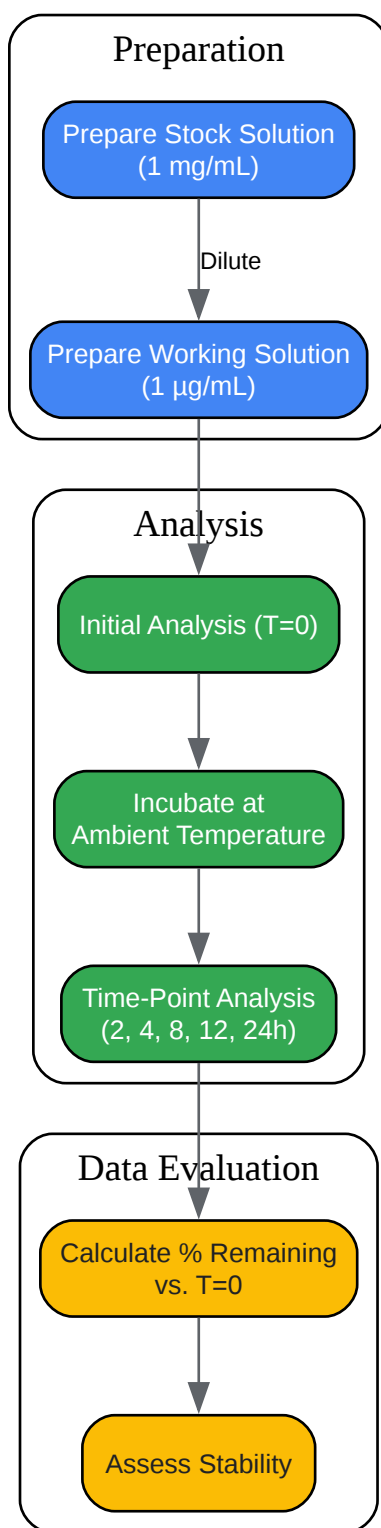 Preparation
Prepare Stock Solution
(1 mg/mL)
Dilute
Prepare Working Solution
(1 µg/mL)
Analysis
Initial Analysis (T=0)
Incubate at
Ambient Temperature
Time-Point Analysis
(2, 4, 8, 12, 24h)
Data Evaluation
Calculate % Remaining
vs. T=0
Assess Stability